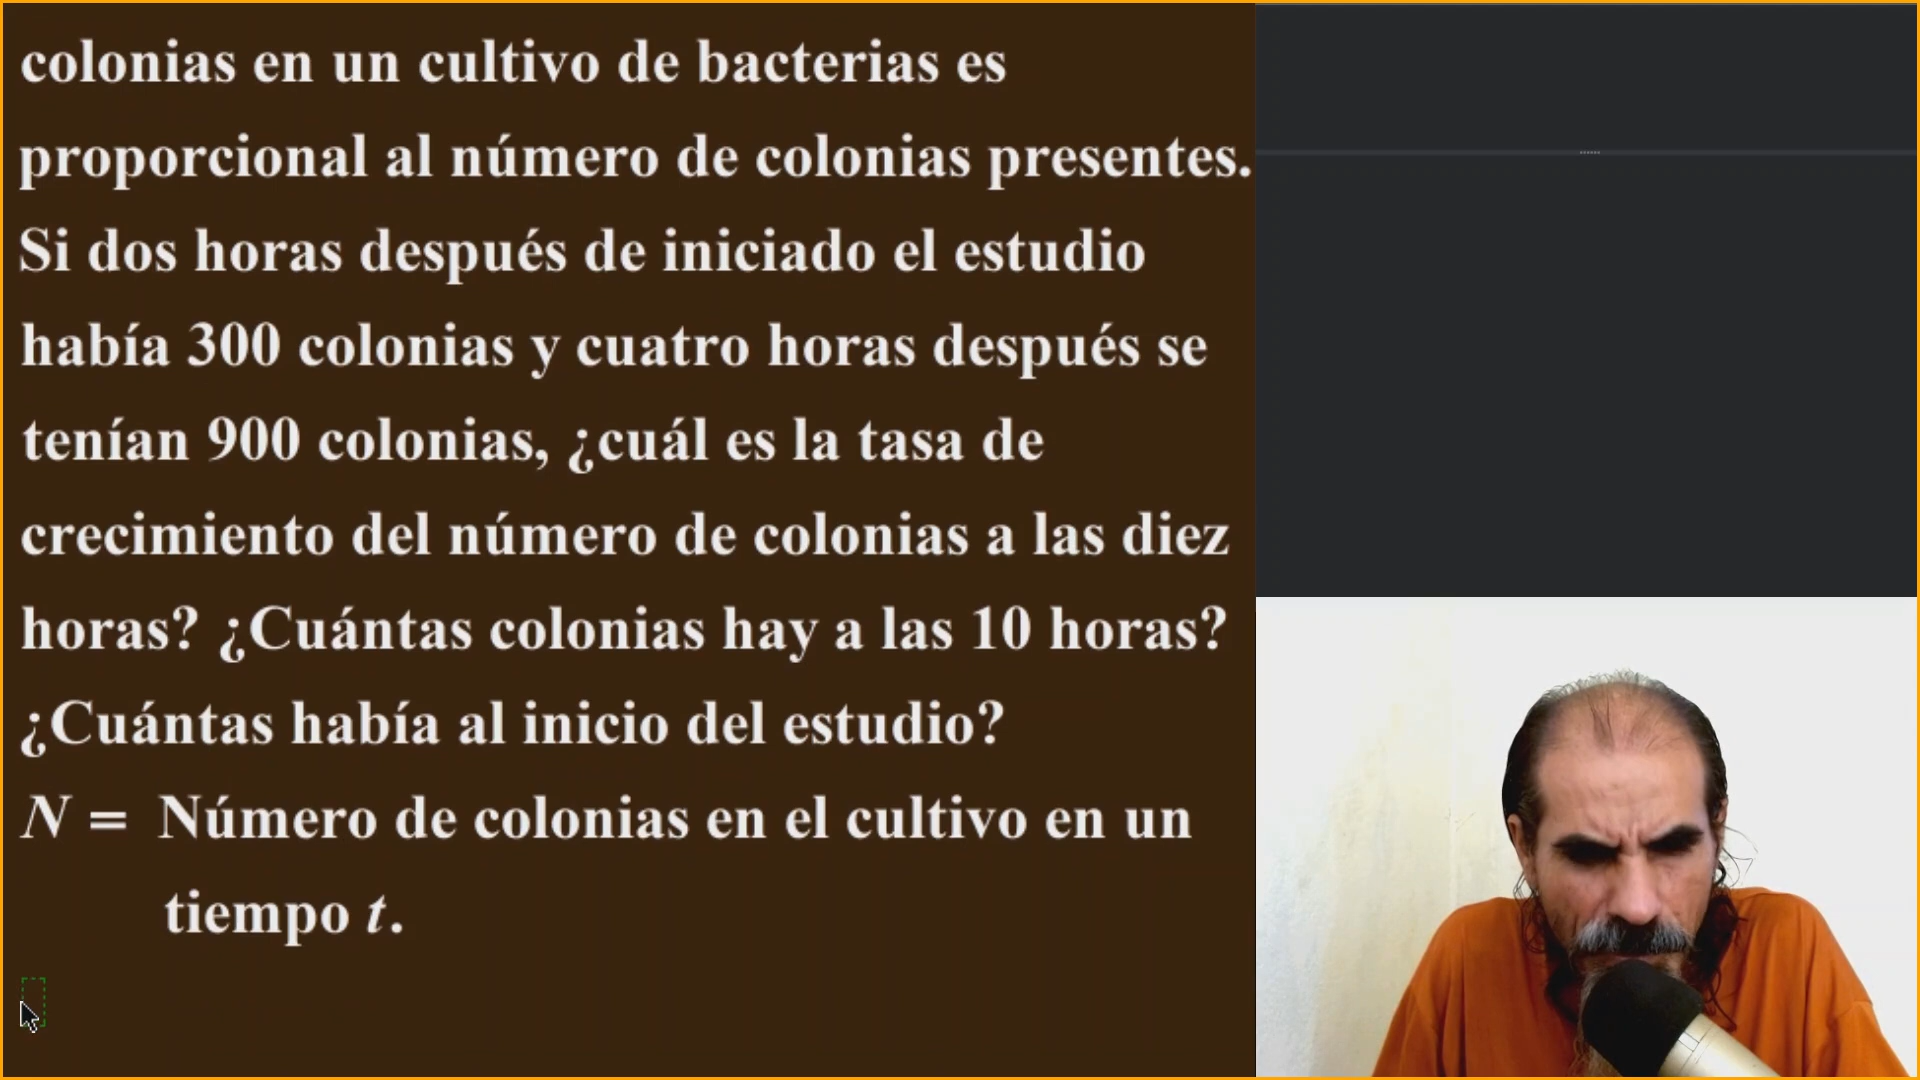 colonias en un cultivo de bacterias es
proporcional al número de colonias presentes.
Si dos horas después de iniciado el estudio
había 300 colonias y cuatro horas después se
tenían 900 colonias, ¿cuál es la tasa de
crecimiento del número de colonias a las diez
horas? ¿Cuántas colonias hay a las 10 horas?
¿Cuántas había al inicio del estudio?
N = Número de colonias en el cultivo en un
tiempo t.